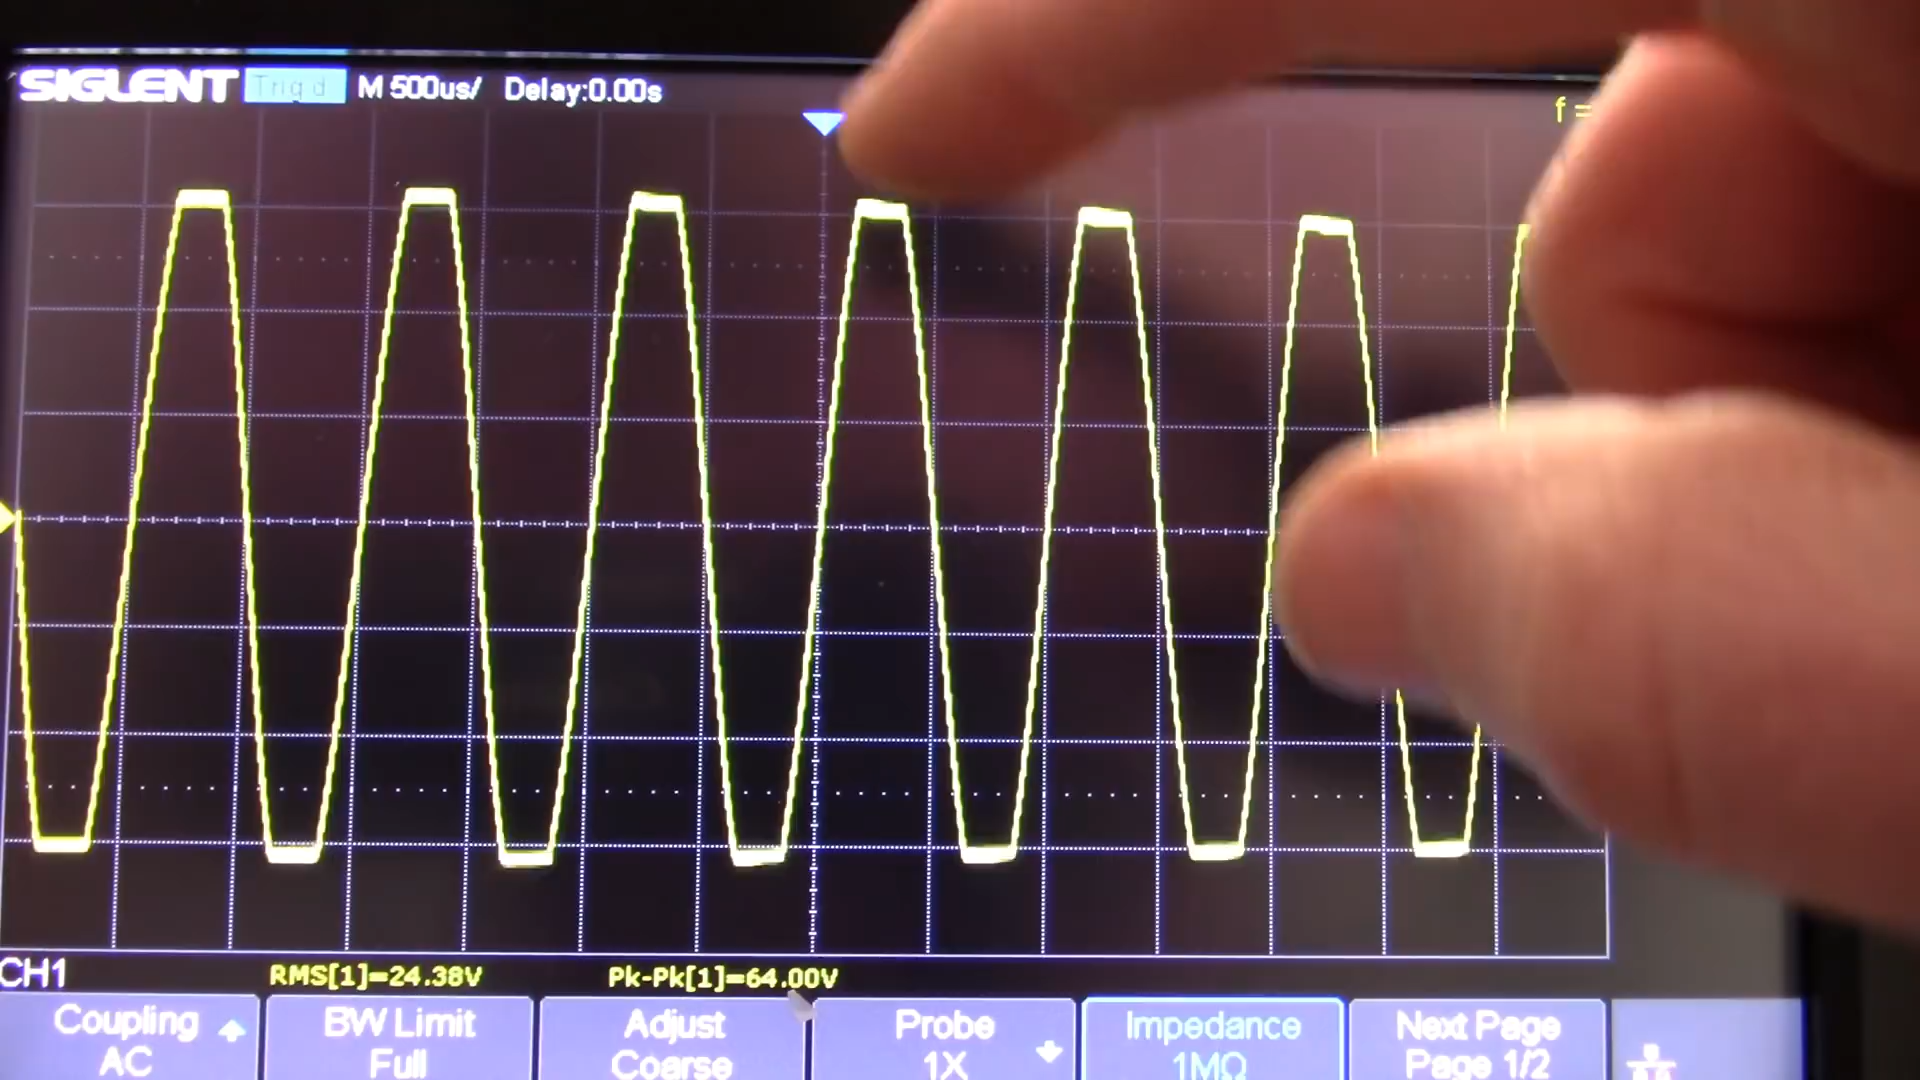 SIGLENT Trig'd M 500us/ Delay:0.00s f =
CH1 RMS[1]=24.38V Pk-Pk[1]=64.00V
Coupling BW Limit Adjust Probe Impedance Next Page
AC Full Coarse 1X 1MΩ Page 1/2